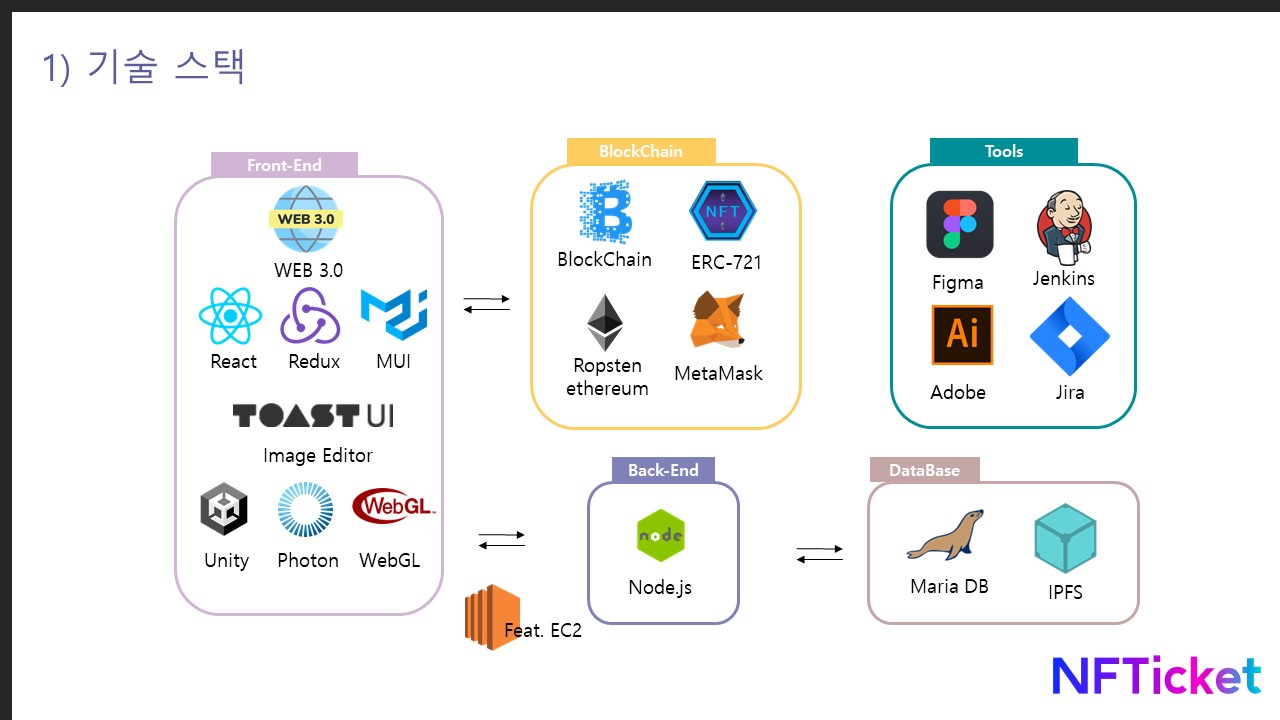 1) 기술 스택
Front-End
WEB 3.0
WEB 3.0
React Redux MUI
TOAST UI
Image Editor
WebGL™
Unity Photon WebGL
BlockChain
NFT
BlockChain ERC-721
Ropsten
ethereum
MetaMask
Tools
Figma Jenkins
Ai
Adobe Jira
Back-End
node
Node.js
Feat. EC2
DataBase
Maria DB IPFS
NFTicket